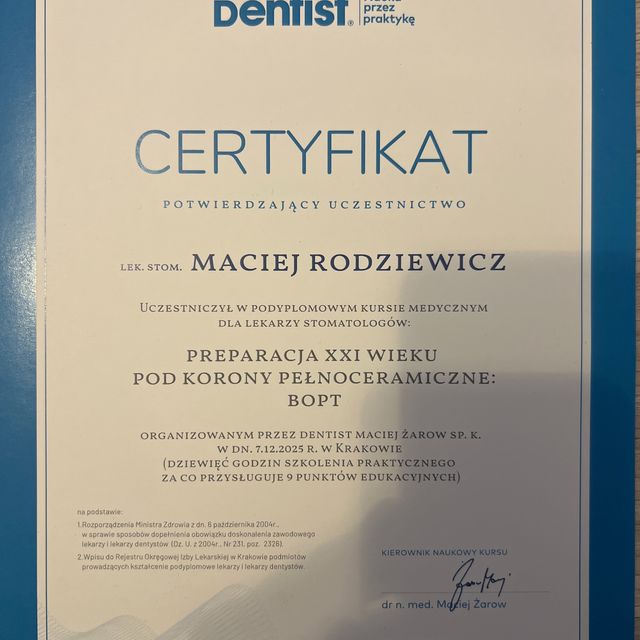 Dentist®
Nauka
przez
praktykę
CERTYFIKAT
POTWIERDZAJĄCY UCZESTNICTWO
LEK. STOM. MACIEJ RODZIEWICZ
UCZESTNICZYŁ W PODYPLOMOWYM KURSIE MEDYCZNYM
DLA LEKARZY STOMATOLOGÓW:
PREPARACJA XXI WIEKU
POD KORONY PEŁNOCERAMICZNE:
BOPT
ORGANIZOWANYM PRZEZ DENTIST MACIEJ ŻAROW SP. K.
W DN. 7.12.2025 R. W KRAKOWIE
(DZIEWIĘĆ GODZIN SZKOLENIA PRAKTYCZNEGO
ZA CO PRZYSŁUGUJE 9 PUNKTÓW EDUKACYJNYCH)
na podstawie:
1.Rozporządzenia Ministra Zdrowia z dn. 6 października 2004r.,
w sprawie sposobów dopełnienia obowiązku doskonalenia zawodowego
lekarzy i lekarzy dentystów (Dz. U. z 2004r., Nr 231. poz. 2326).
2.Wpisu do Rejestru Okręgowej Izby Lekarskiej w Krakowie podmiotów
prowadzących kształcenie podyplomowe lekarzy i lekarzy dentystów.
KIEROWNIK NAUKOWY KURSU
dr n. med. Maciej Żarow